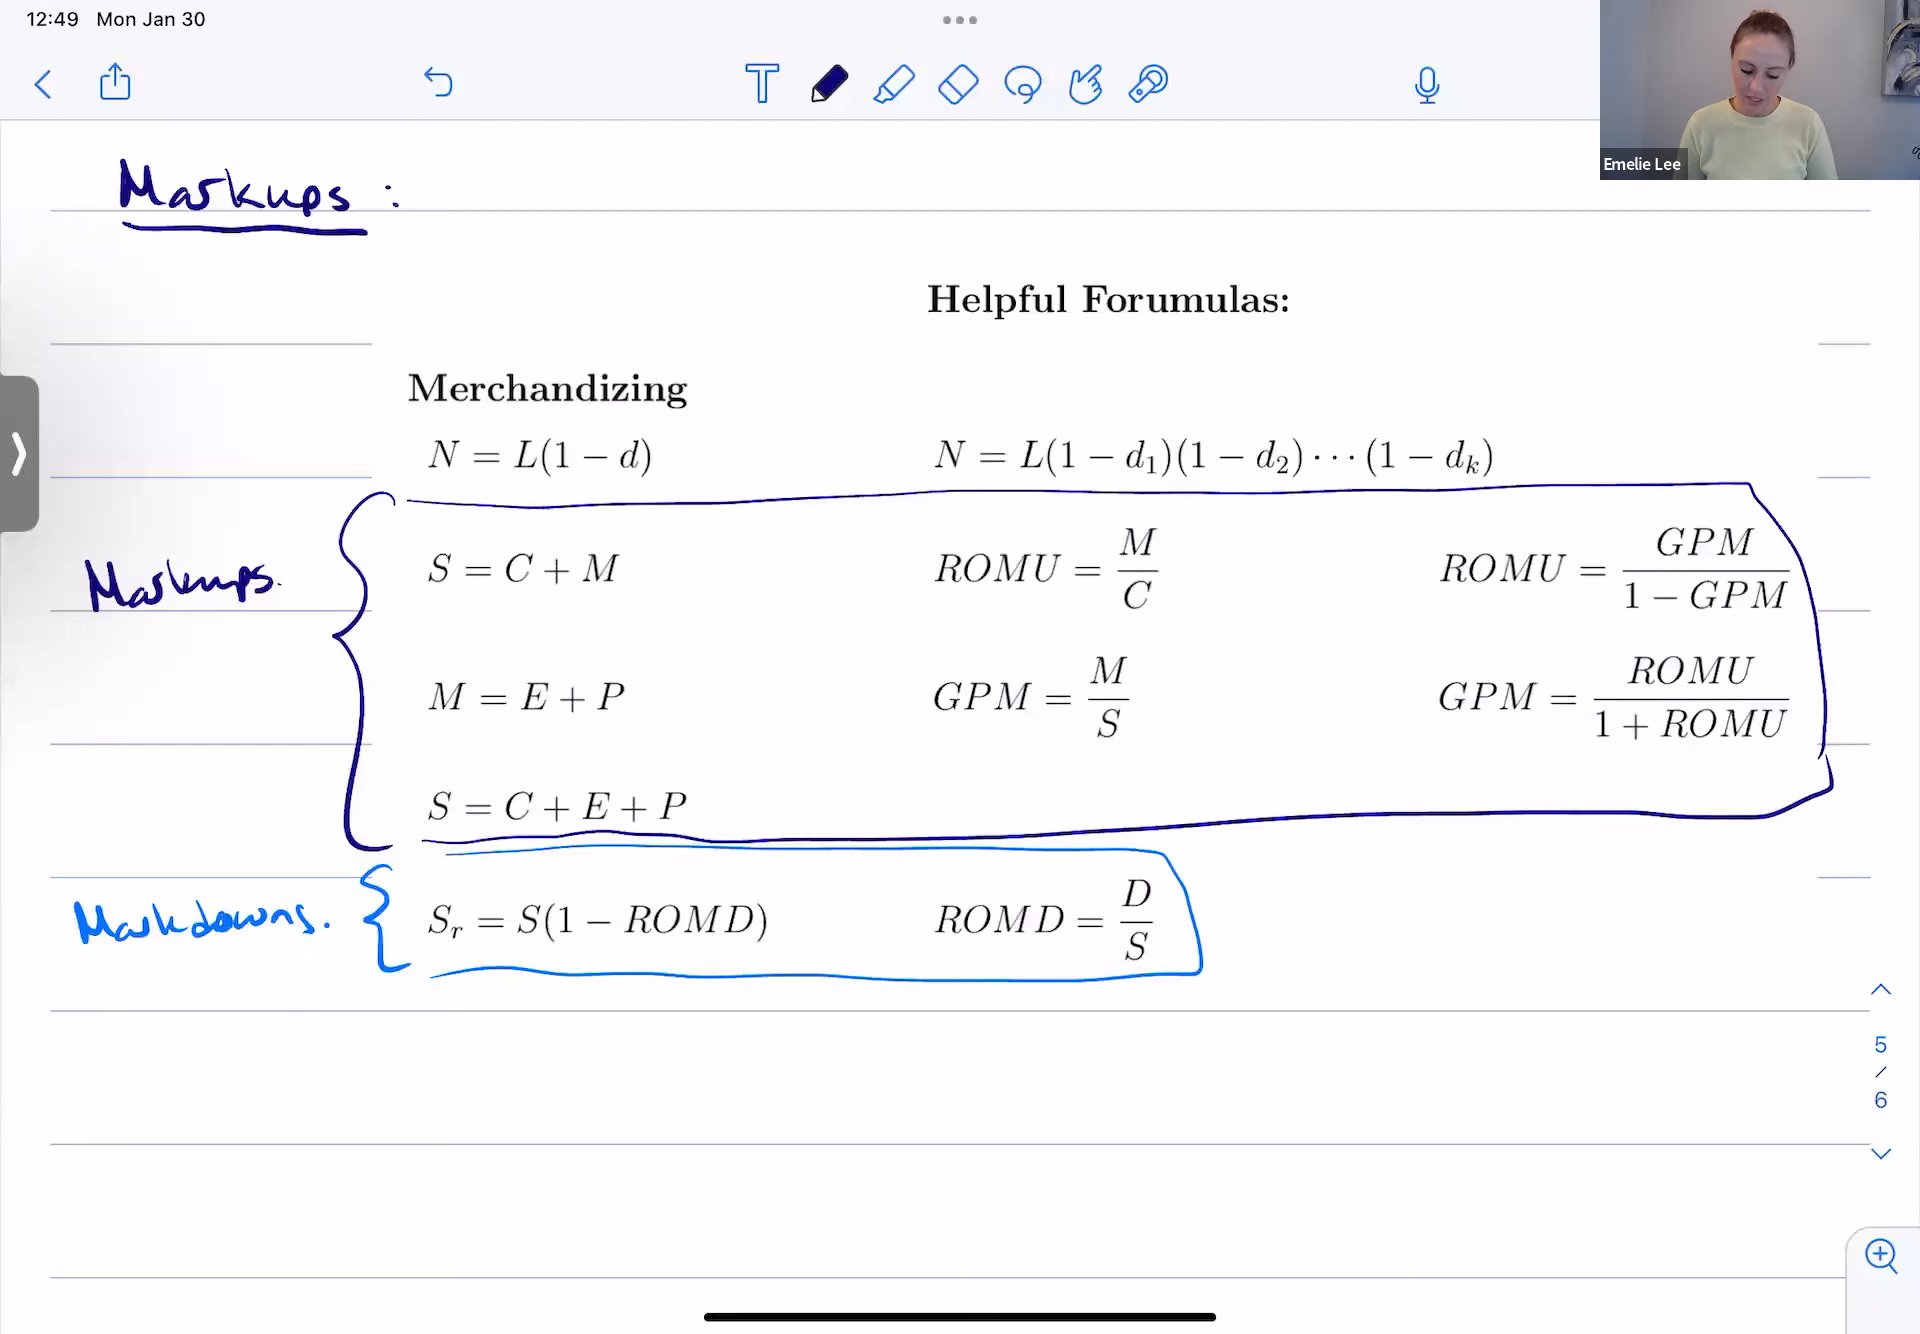 12:49 Mon Jan 30
Emelie Lee
Markups :
Helpful Forumulas:
Merchandizing
N = L(1 − d) N = L(1 − d₁)(1 − d₂) ⋯ (1 − dₖ)
Markups.
S = C + M ROMU = M/C ROMU = GPM/(1 − GPM)
M = E + P GPM = M/S GPM = ROMU/(1 + ROMU)
S = C + E + P
Markdowns.
Sᵣ = S(1 − ROMD) ROMD = D/S
5
/
6